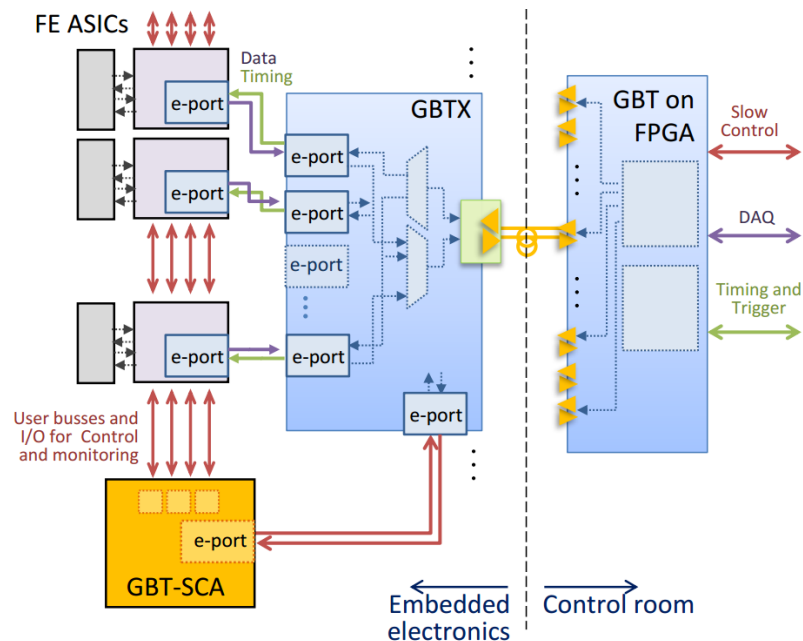 FE ASICs
Data
Timing
e-port
GBTX
e-port
e-port
e-port
e-port
e-port
e-port
e-port
User busses and
I/O for Control
and monitoring
e-port
e-port
GBT-SCA
GBT on
FPGA
Slow
Control
DAQ
Timing and
Trigger
Embedded
electronics
Control room